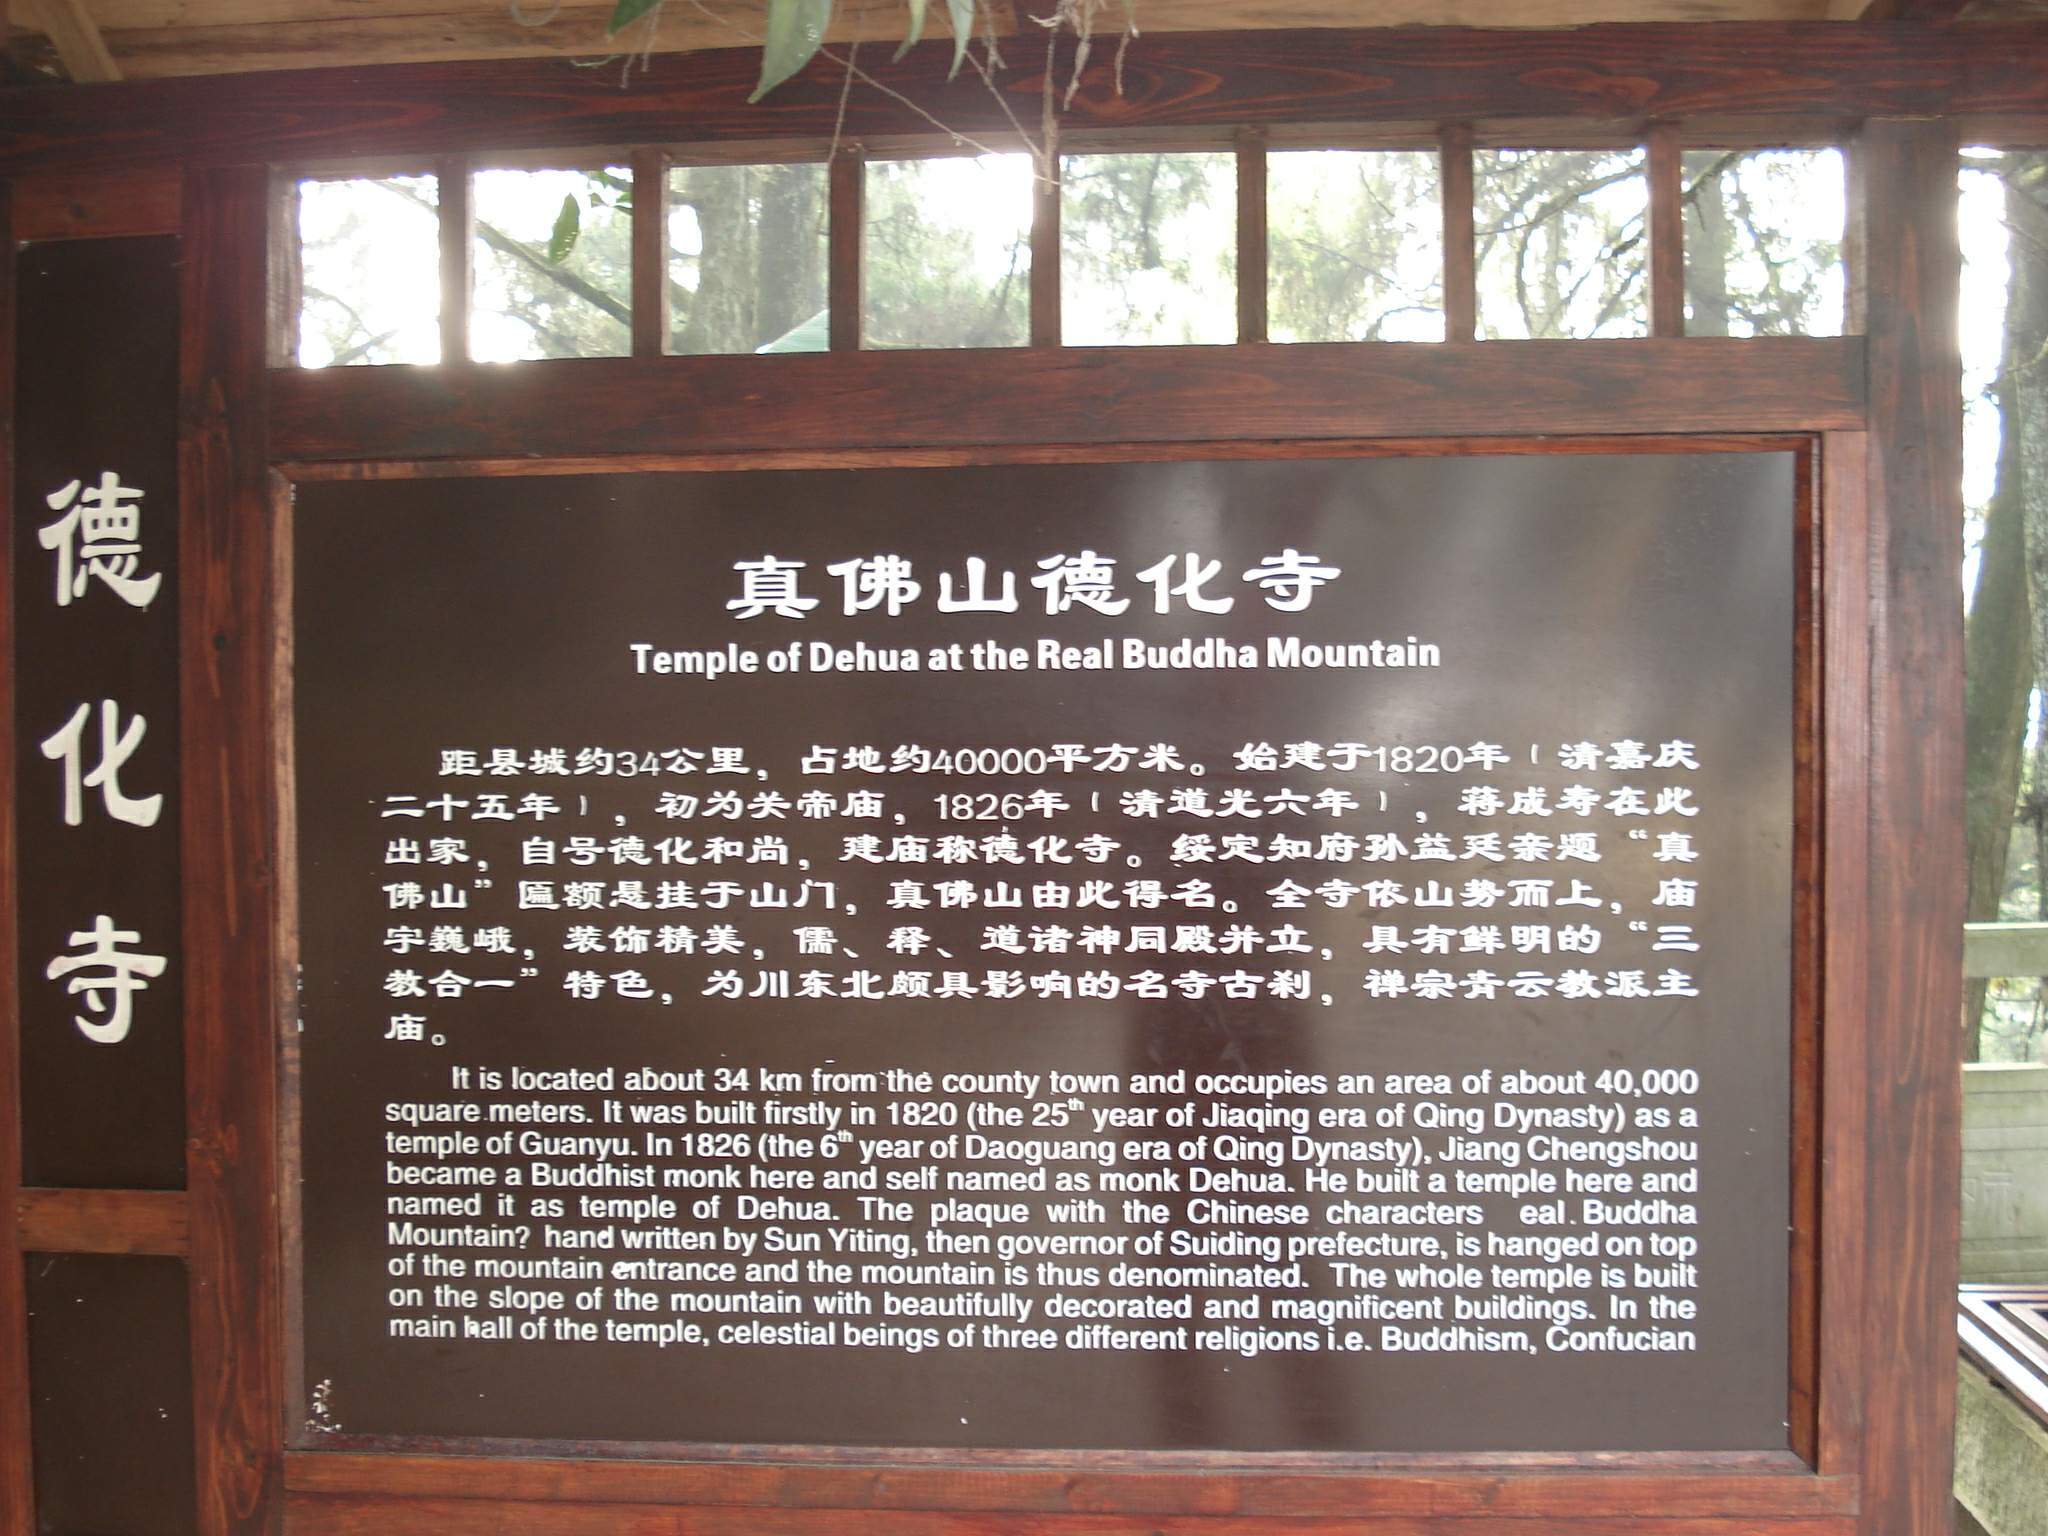 德化寺
真佛山德化寺
Temple of Dehua at the Real Buddha Mountain
距县城约34公里，占地约40000平方米。始建于1820年（清嘉庆
二十五年），初为关帝庙，1826年（清道光六年），蒋成寿在此
出家，自号德化和尚，建庙称德化寺。绥定知府孙益廷亲题“真
佛山”匾额悬挂于山门，真佛山由此得名。全寺依山势而上，庙
宇巍峨，装饰精美，儒、释、道诸神同殿并立，具有鲜明的“三
教合一”特色，为川东北颇具影响的名寺古刹，禅宗青云教派主
庙。
It is located about 34 km from the county town and occupies an area of about 40,000
square meters. It was built firstly in 1820 (the 25th year of Jiaqing era of Qing Dynasty) as a
temple of Guanyu. In 1826 (the 6th year of Daoguang era of Qing Dynasty), Jiang Chengshou
became a Buddhist monk here and self named as monk Dehua. He built a temple here and
named it as temple of Dehua. The plaque with the Chinese characters eal Buddha
Mountain? hand written by Sun Yiting, then governor of Suiding prefecture, is hanged on top
of the mountain entrance and the mountain is thus denominated. The whole temple is built
on the slope of the mountain with beautifully decorated and magnificent buildings. In the
main hall of the temple, celestial beings of three different religions i.e. Buddhism, Confucian